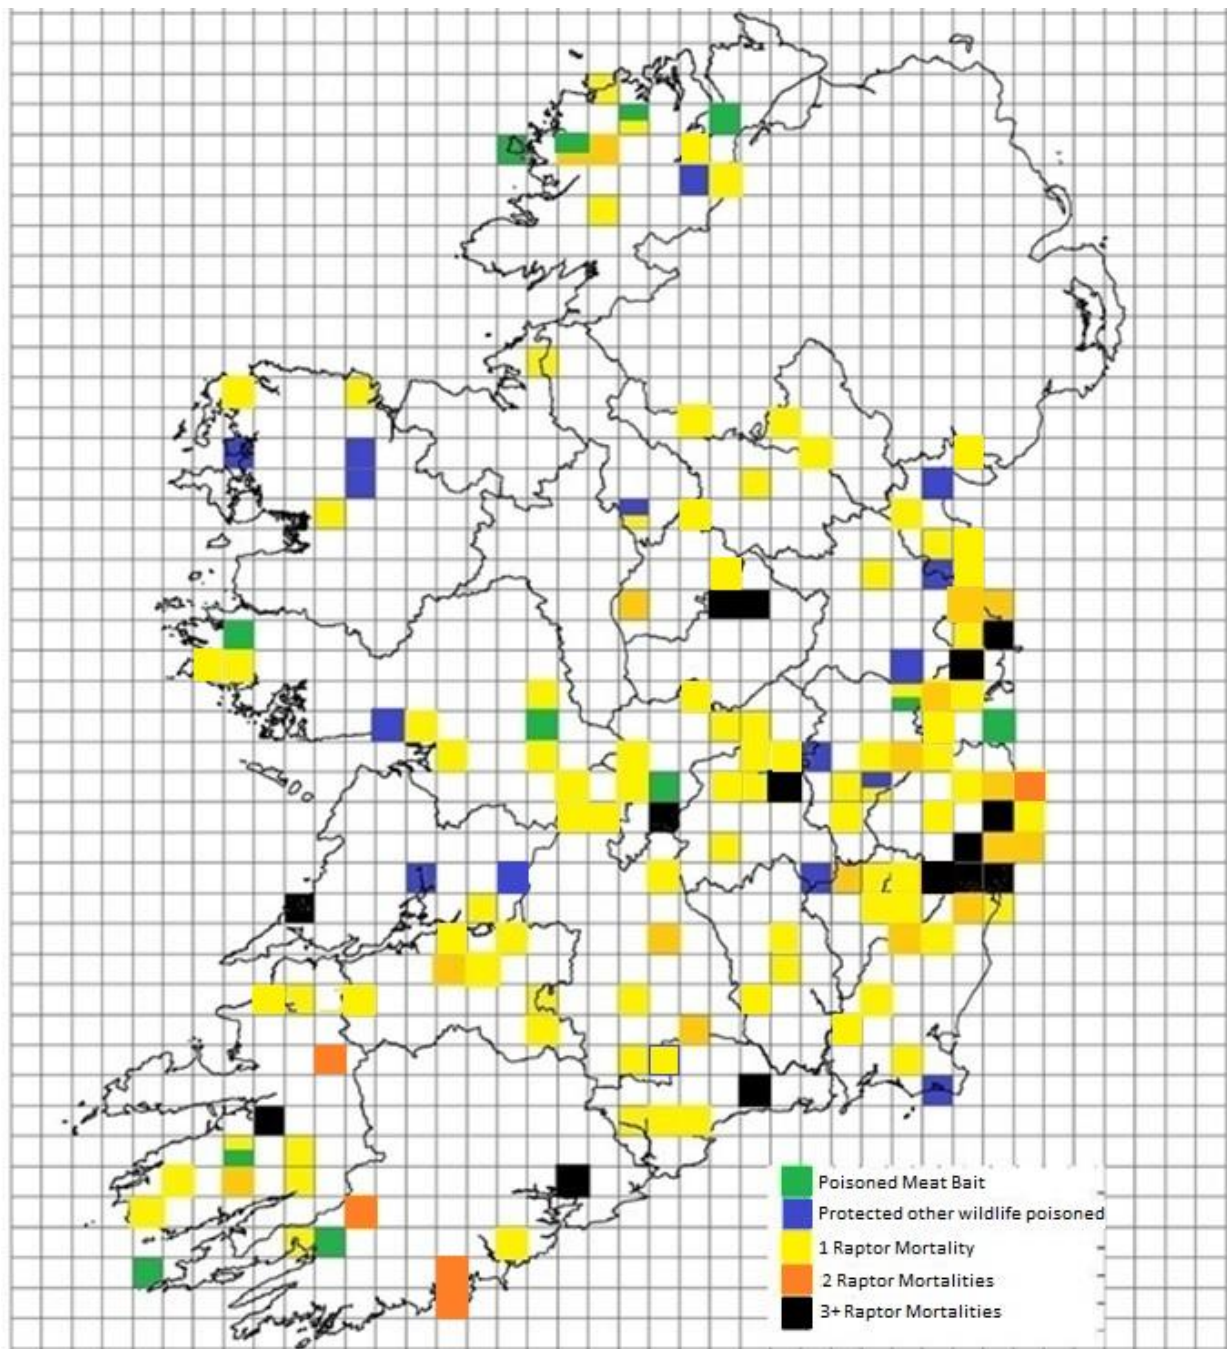 Poisoned Meat Bait
Protected other wildlife poisoned
1 Raptor Mortality
2 Raptor Mortalities
3+ Raptor Mortalities